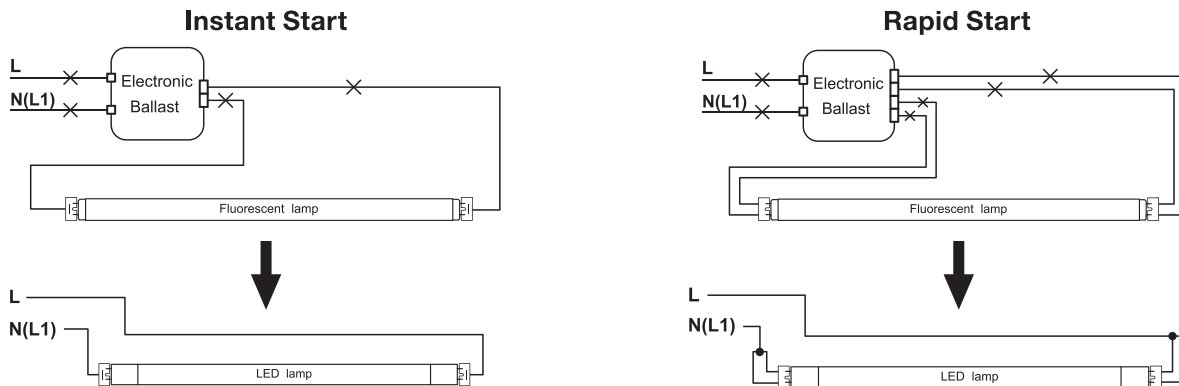 Instant Start
L
N(L1)
Electronic
Ballast
Fluorescent lamp
L
N(L1)
LED lamp
Rapid Start
L
N(L1)
Electronic
Ballast
Fluorescent lamp
L
N(L1)
LED lamp